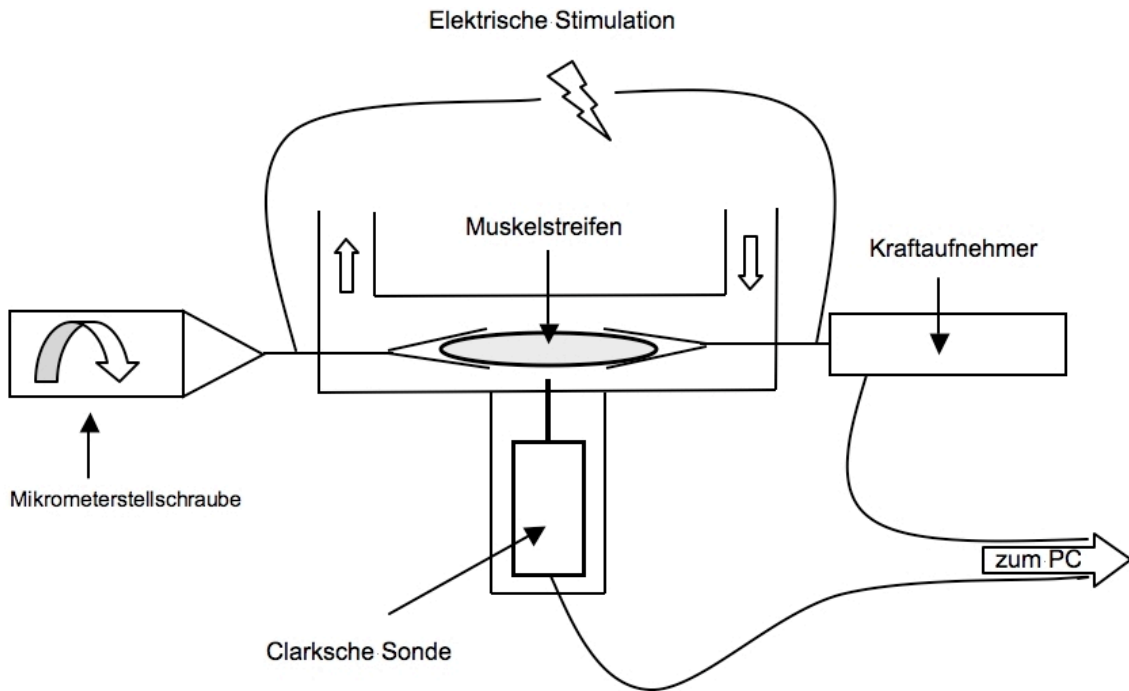 Elektrische Stimulation
Muskelstreifen
Kraftaufnehmer
Mikrometerstellschraube
zum PC
Clarksche Sonde